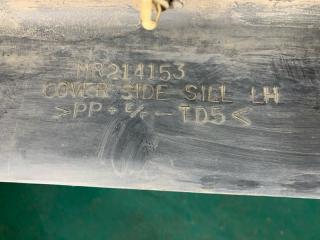 MR214153
COVER SIDE SILL LH
>PP+E/P-TD5<